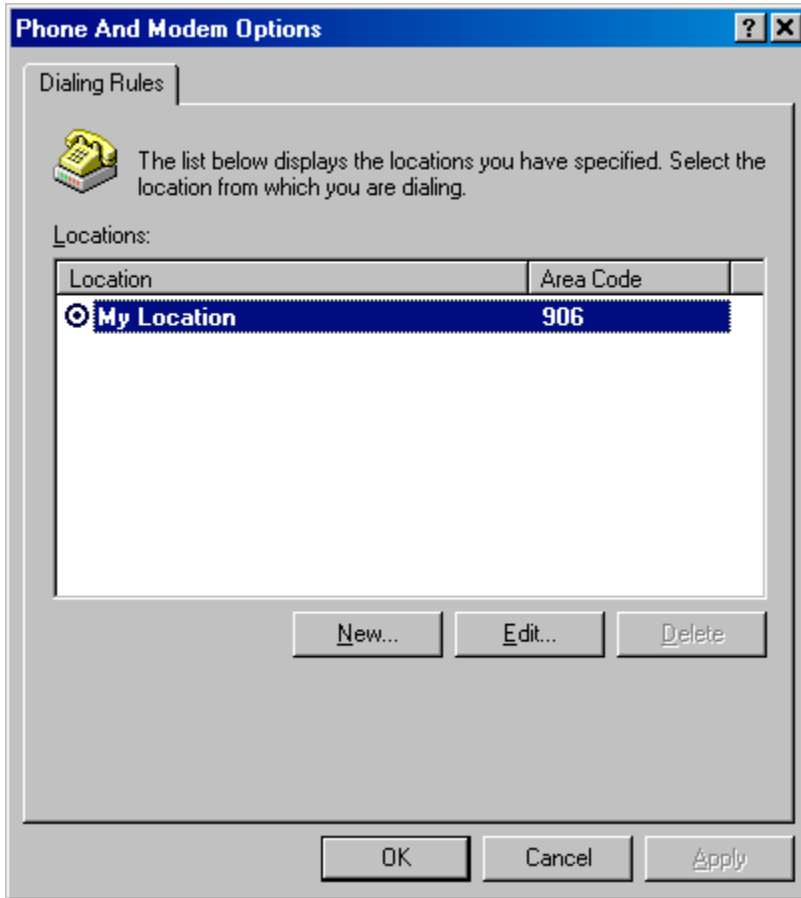 Phone And Modem Options
Dialing Rules
The list below displays the locations you have specified. Select the
location from which you are dialing.
Locations:
Location Area Code
My Location 906
New... Edit... Delete
OK Cancel Apply